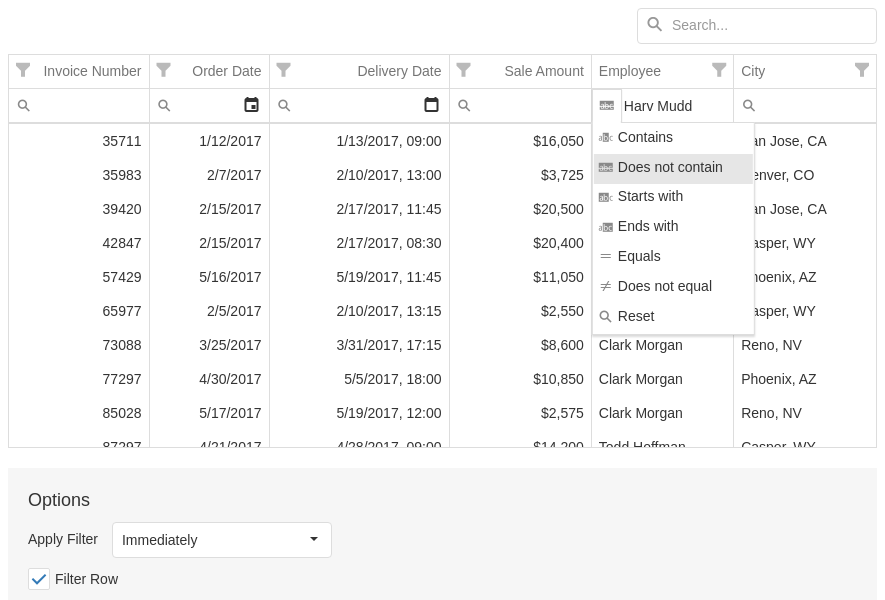 Search...
Invoice Number Order Date Delivery Date Sale Amount Employee City
Harv Mudd
35711 1/12/2017 1/13/2017, 09:00 $16,050 an Jose, CA
Contains
35983 2/7/2017 2/10/2017, 13:00 $3,725 enver, CO
Does not contain
39420 2/15/2017 2/17/2017, 11:45 $20,500 an Jose, CA
Starts with
42847 2/15/2017 2/17/2017, 08:30 $20,400 asper, WY
Ends with
57429 5/16/2017 5/19/2017, 11:45 $11,050 hoenix, AZ
Equals
Does not equal
65977 2/5/2017 2/10/2017, 13:15 $2,550 asper, WY
Reset
73088 3/25/2017 3/31/2017, 17:15 $8,600 Clark Morgan Reno, NV
77297 4/30/2017 5/5/2017, 18:00 $10,850 Clark Morgan Phoenix, AZ
85028 5/17/2017 5/19/2017, 12:00 $2,575 Clark Morgan Reno, NV
87297 4/21/2017 4/28/2017, 09:00 $14,200 Todd Hoffman Casper, WY
Options
Apply Filter Immediately
Filter Row